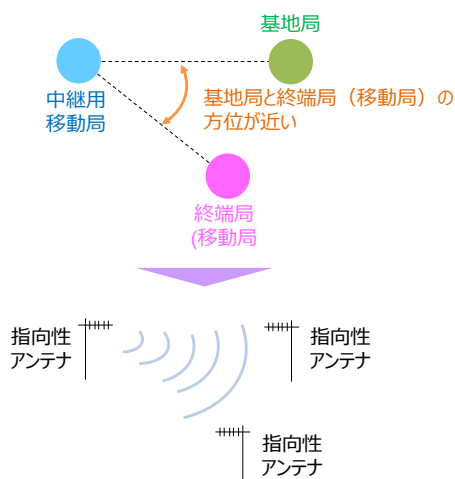 基地局
中継用
移動局
基地局と終端局（移動局）の
方位が近い
終端局
(移動局
指向性
アンテナ
指向性
アンテナ
指向性
アンテナ